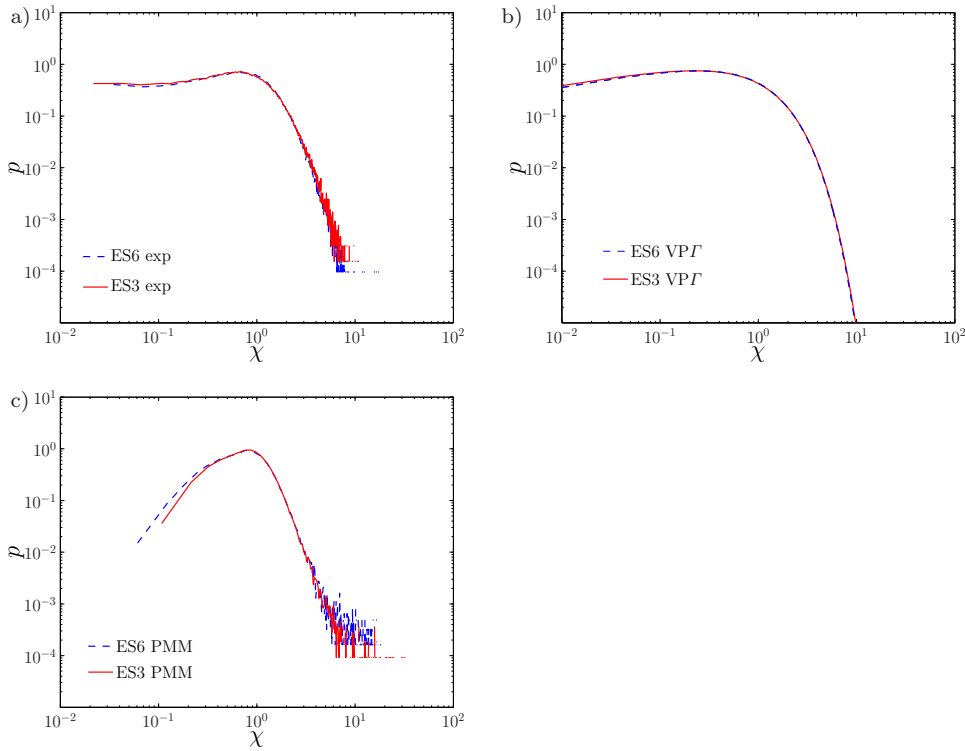 a)
10^1
10^0
10^-1
10^-2
10^-3
10^-4
p
ES6 exp
ES3 exp
10^-2 10^-1 10^0 10^1 10^2
χ
b)
10^1
10^0
10^-1
10^-2
10^-3
10^-4
p
ES6 VPΓ
ES3 VPΓ
10^-2 10^-1 10^0 10^1 10^2
χ
c)
10^1
10^0
10^-1
10^-2
10^-3
10^-4
p
ES6 PMM
ES3 PMM
10^-2 10^-1 10^0 10^1 10^2
χ